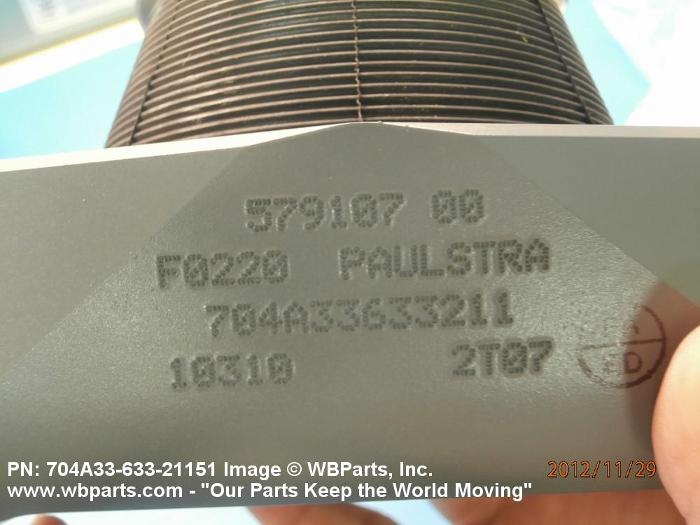 579107 00
F0220 PAULSTRA
704A33633211
10310 2T07
PN: 704A33-633-21151 Image © WBParts, Inc.
2012/11/29
www.wbparts.com - "Our Parts Keep the World Moving"